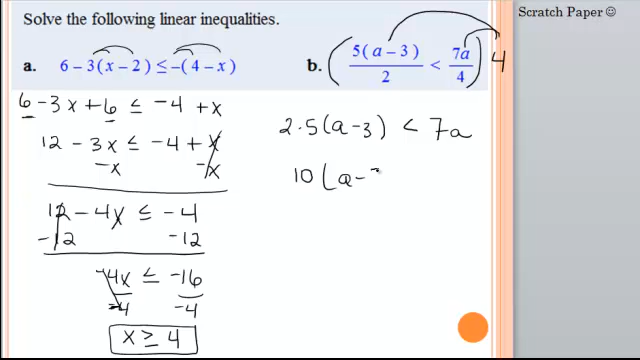 Solve the following linear inequalities.
Scratch Paper
a. 6 − 3(x − 2) ≤ −(4 − x)
b. ( 5(a − 3)/2 < 7a/4 ) 4
6 − 3x + 6 ≤ −4 + x
12 − 3x ≤ −4 + x
−x −x
12 − 4x ≤ −4
−12 −12
−4x ≤ −16
−4 −4
x ≥ 4
2·5(a − 3) < 7a
10(a −